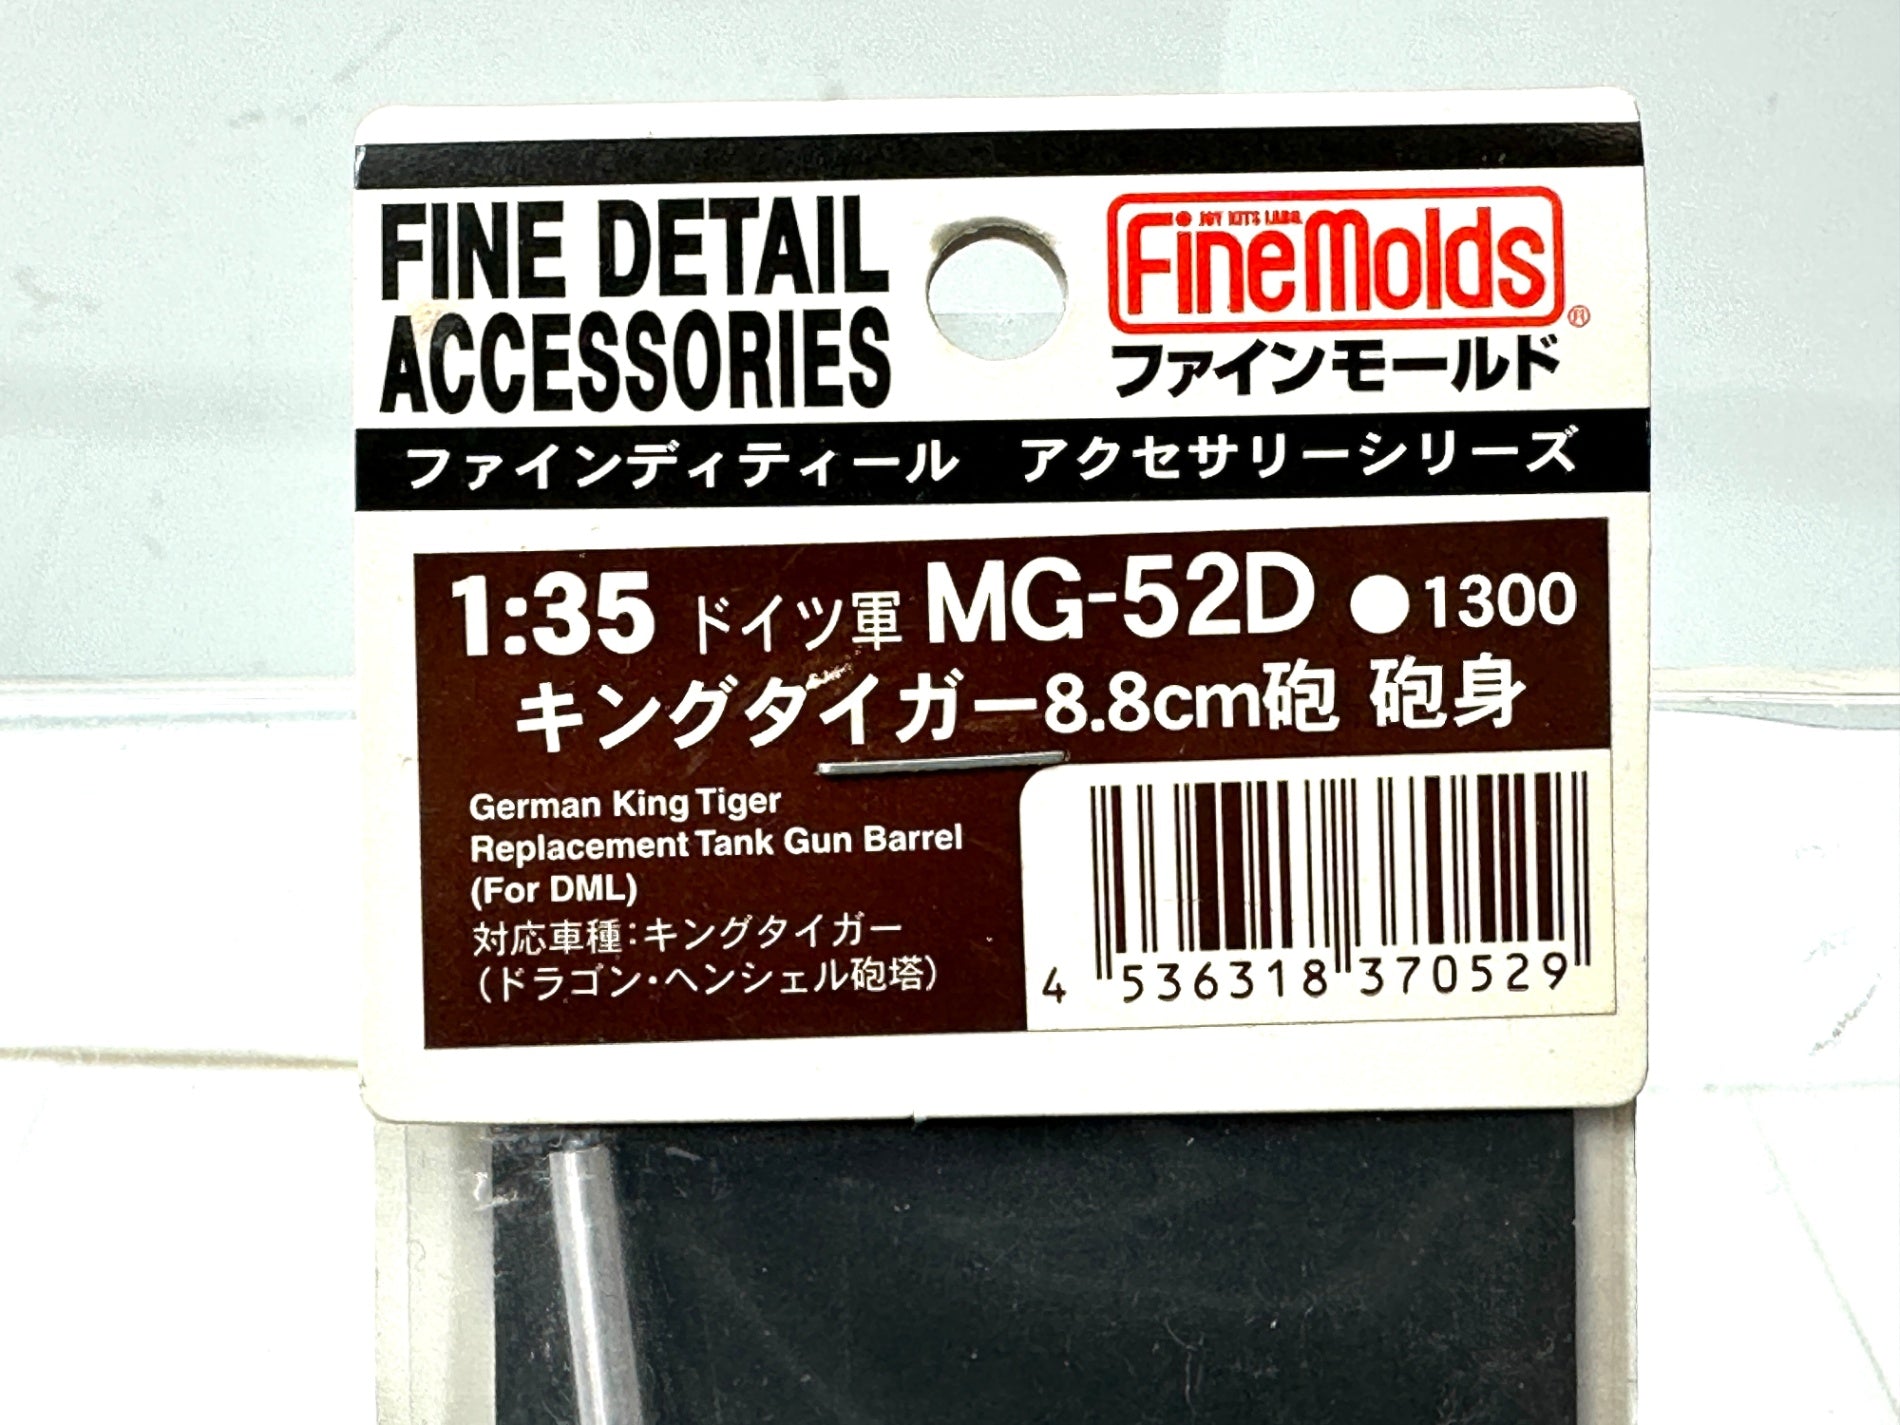 FINE DETAIL
ACCESSORIES
FineMolds
®
ファインモールド
ファインディティール アクセサリーシリーズ
1:35 ドイツ軍 MG-52D ●1300
キングタイガー8.8cm砲 砲身
German King Tiger
Replacement Tank Gun Barrel
(For DML)
対応車種:キングタイガー
(ドラゴン・ヘンシェル砲塔)
4 536318 370529